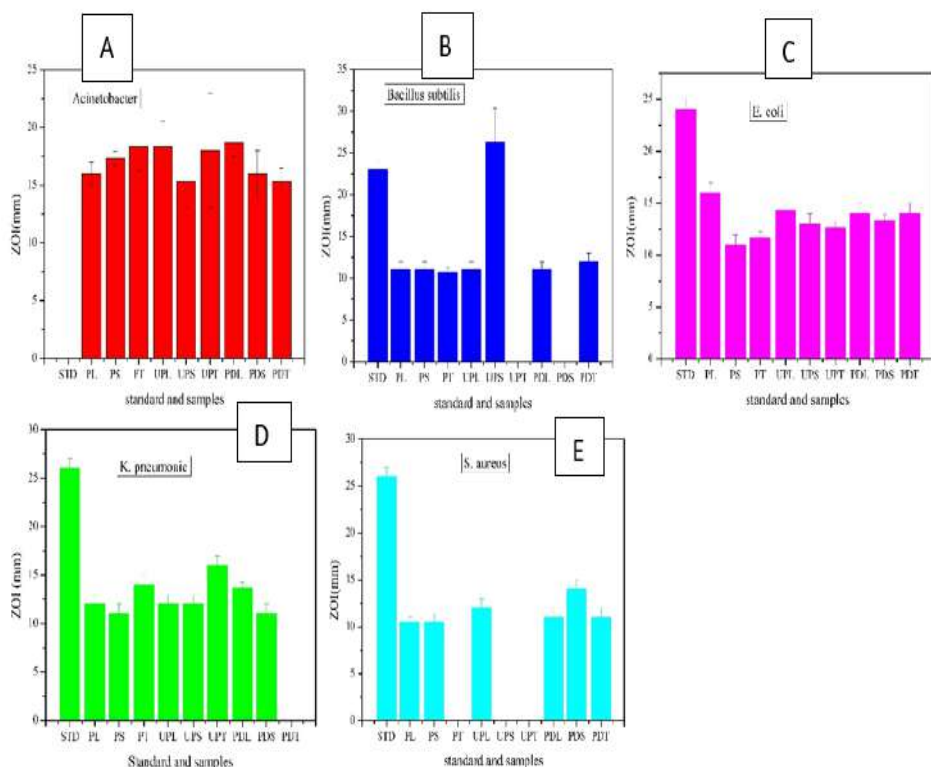 A
B
C
25
20
15
10
5
0
ZOI(mm)
Acinetobacter
STD PL PS PT UPL UPS UPT PDL PDS PDT
standard and samples
35
30
25
20
15
10
5
0
ZOI(mm)
Bacillus subtilis
STD PL PS PT UPL UPS UPT PDL PDS PDT
standard and samples
25
15
ZOI(mm)
E. coli
STD PL PS PT UPL UPS UPT PDL PDS PDT
standard and samples
D
E
30
25
20
15
10
5
0
ZOI (mm)
K. pneumonic
STD PL PS PT UPL UPS UPT PDL PDS PDT
Standard and samples
30
25
20
15
10
5
0
ZOI(mm)
S. aureus
STD PL PS PT UPL UPS UPT PDL PDS PDT
standard and samples